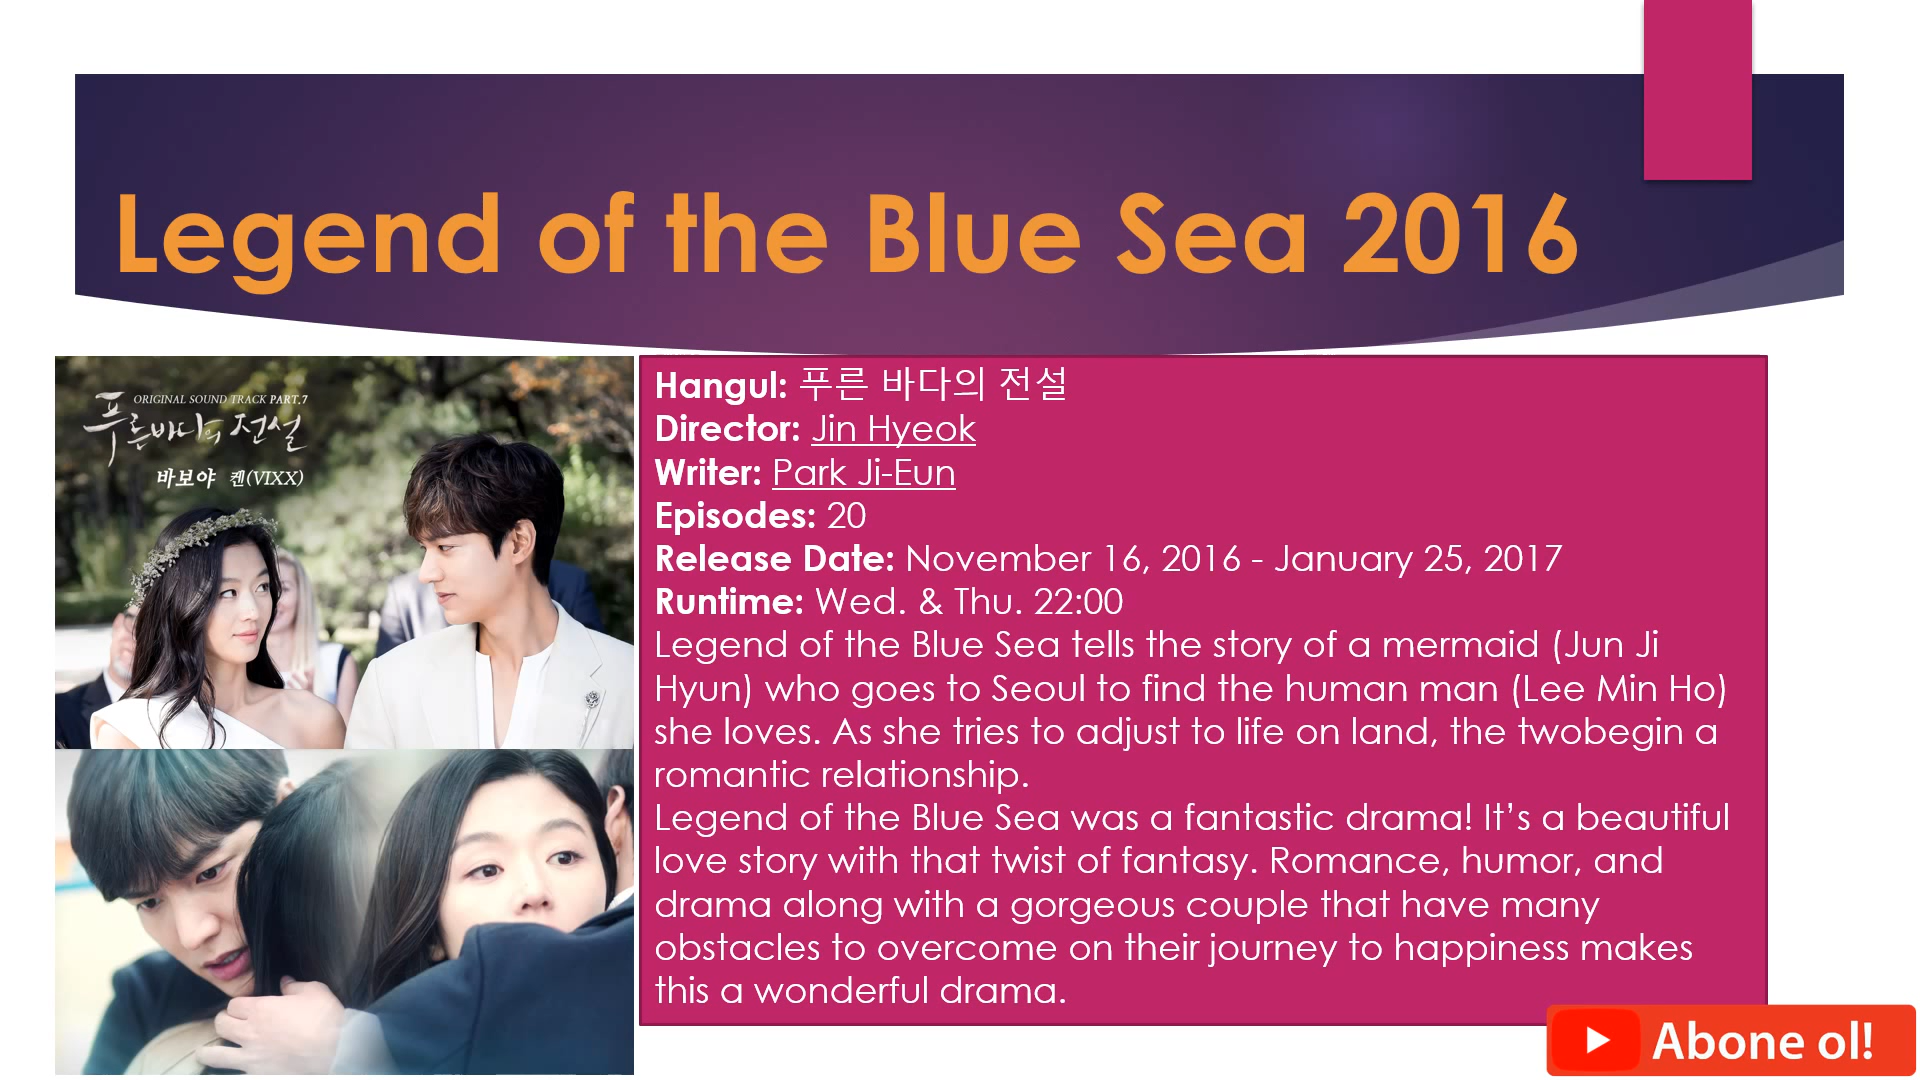 Legend of the Blue Sea 2016
ORIGINAL SOUND TRACK PART.7
푸른 바다의 전설
바보야 켄(VIXX)
Hangul: 푸른 바다의 전설
Director: Jin Hyeok
Writer: Park Ji-Eun
Episodes: 20
Release Date: November 16, 2016 - January 25, 2017
Runtime: Wed. & Thu. 22:00
Legend of the Blue Sea tells the story of a mermaid (Jun Ji
Hyun) who goes to Seoul to find the human man (Lee Min Ho)
she loves. As she tries to adjust to life on land, the twobegin a
romantic relationship.
Legend of the Blue Sea was a fantastic drama! It’s a beautiful
love story with that twist of fantasy. Romance, humor, and
drama along with a gorgeous couple that have many
obstacles to overcome on their journey to happiness makes
this a wonderful drama.
Abone ol!